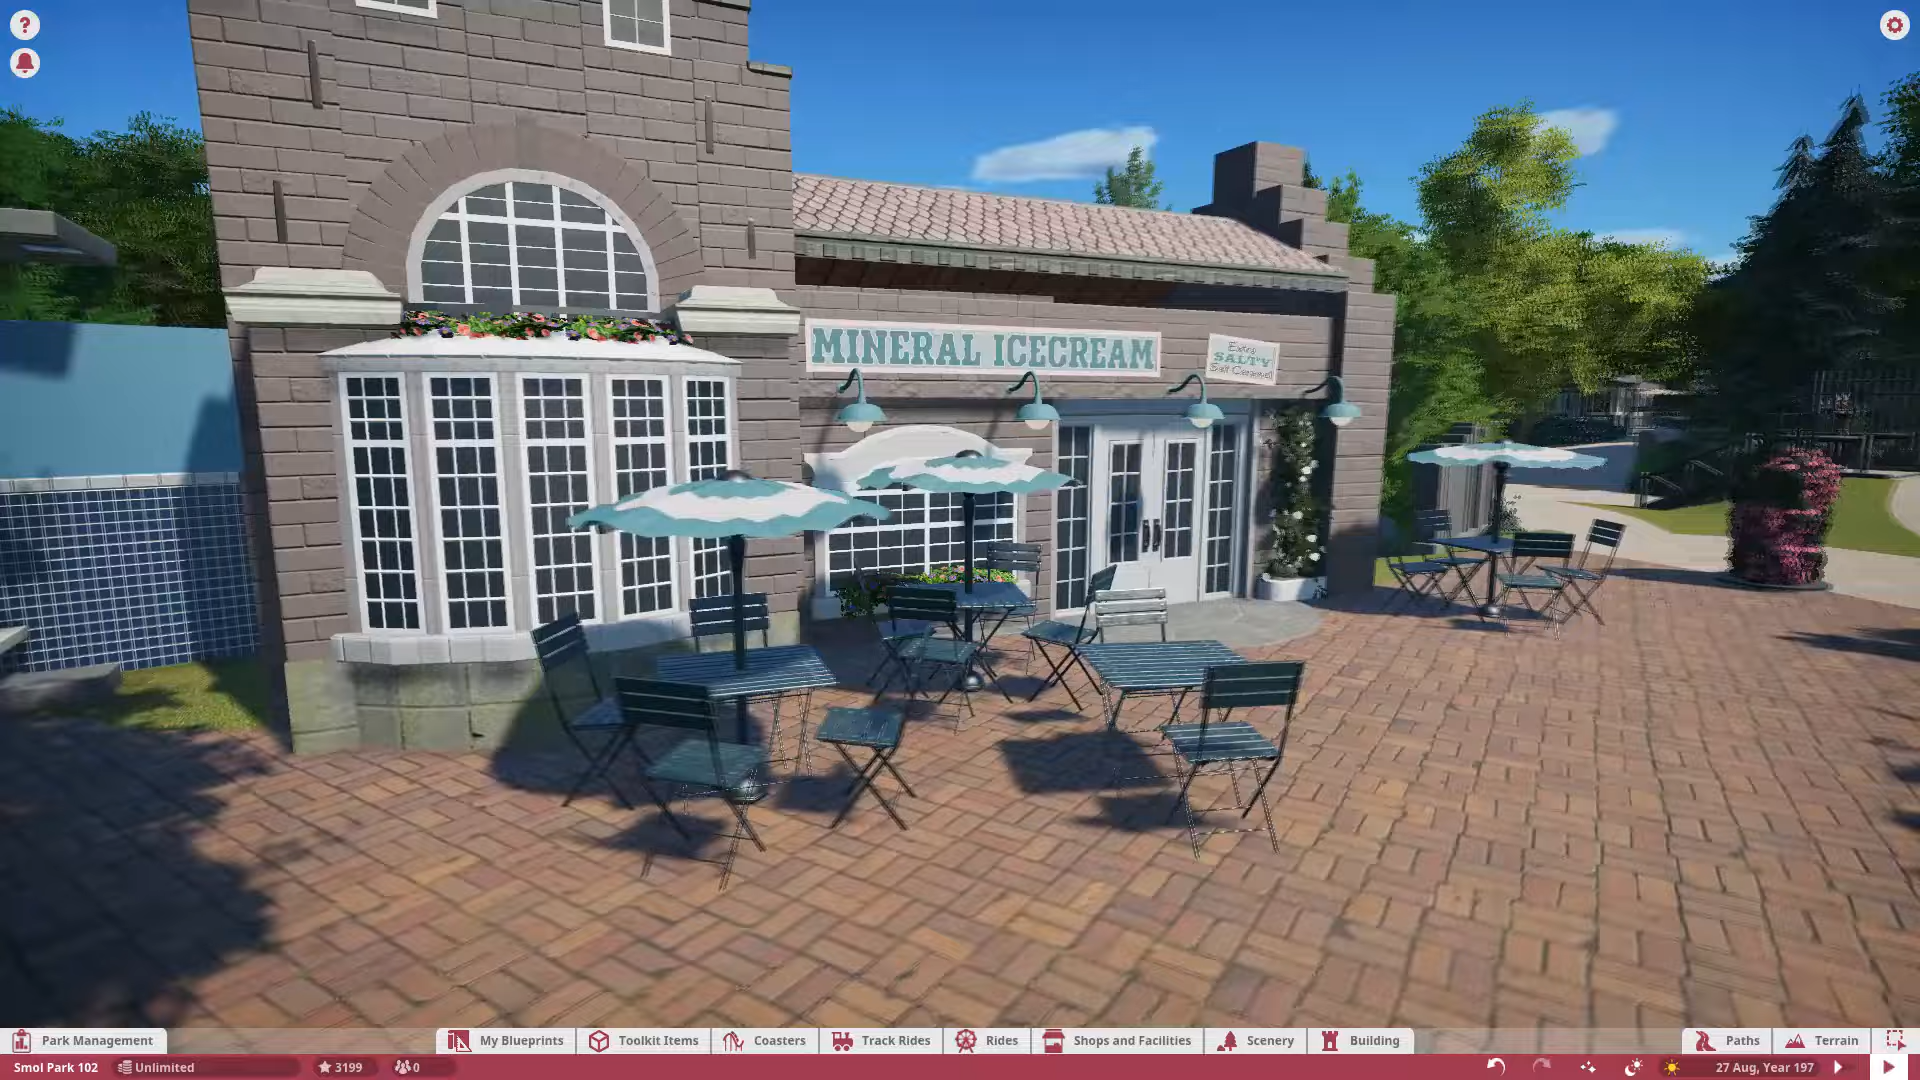 MINERAL ICECREAM
Extra
SALTY
Salt Caramel
Park Management
My Blueprints
Toolkit Items
Coasters
Track Rides
Rides
Shops and Facilities
Scenery
Building
Paths
Terrain
Smol Park 102
Unlimited
3199
0
27 Aug, Year 197